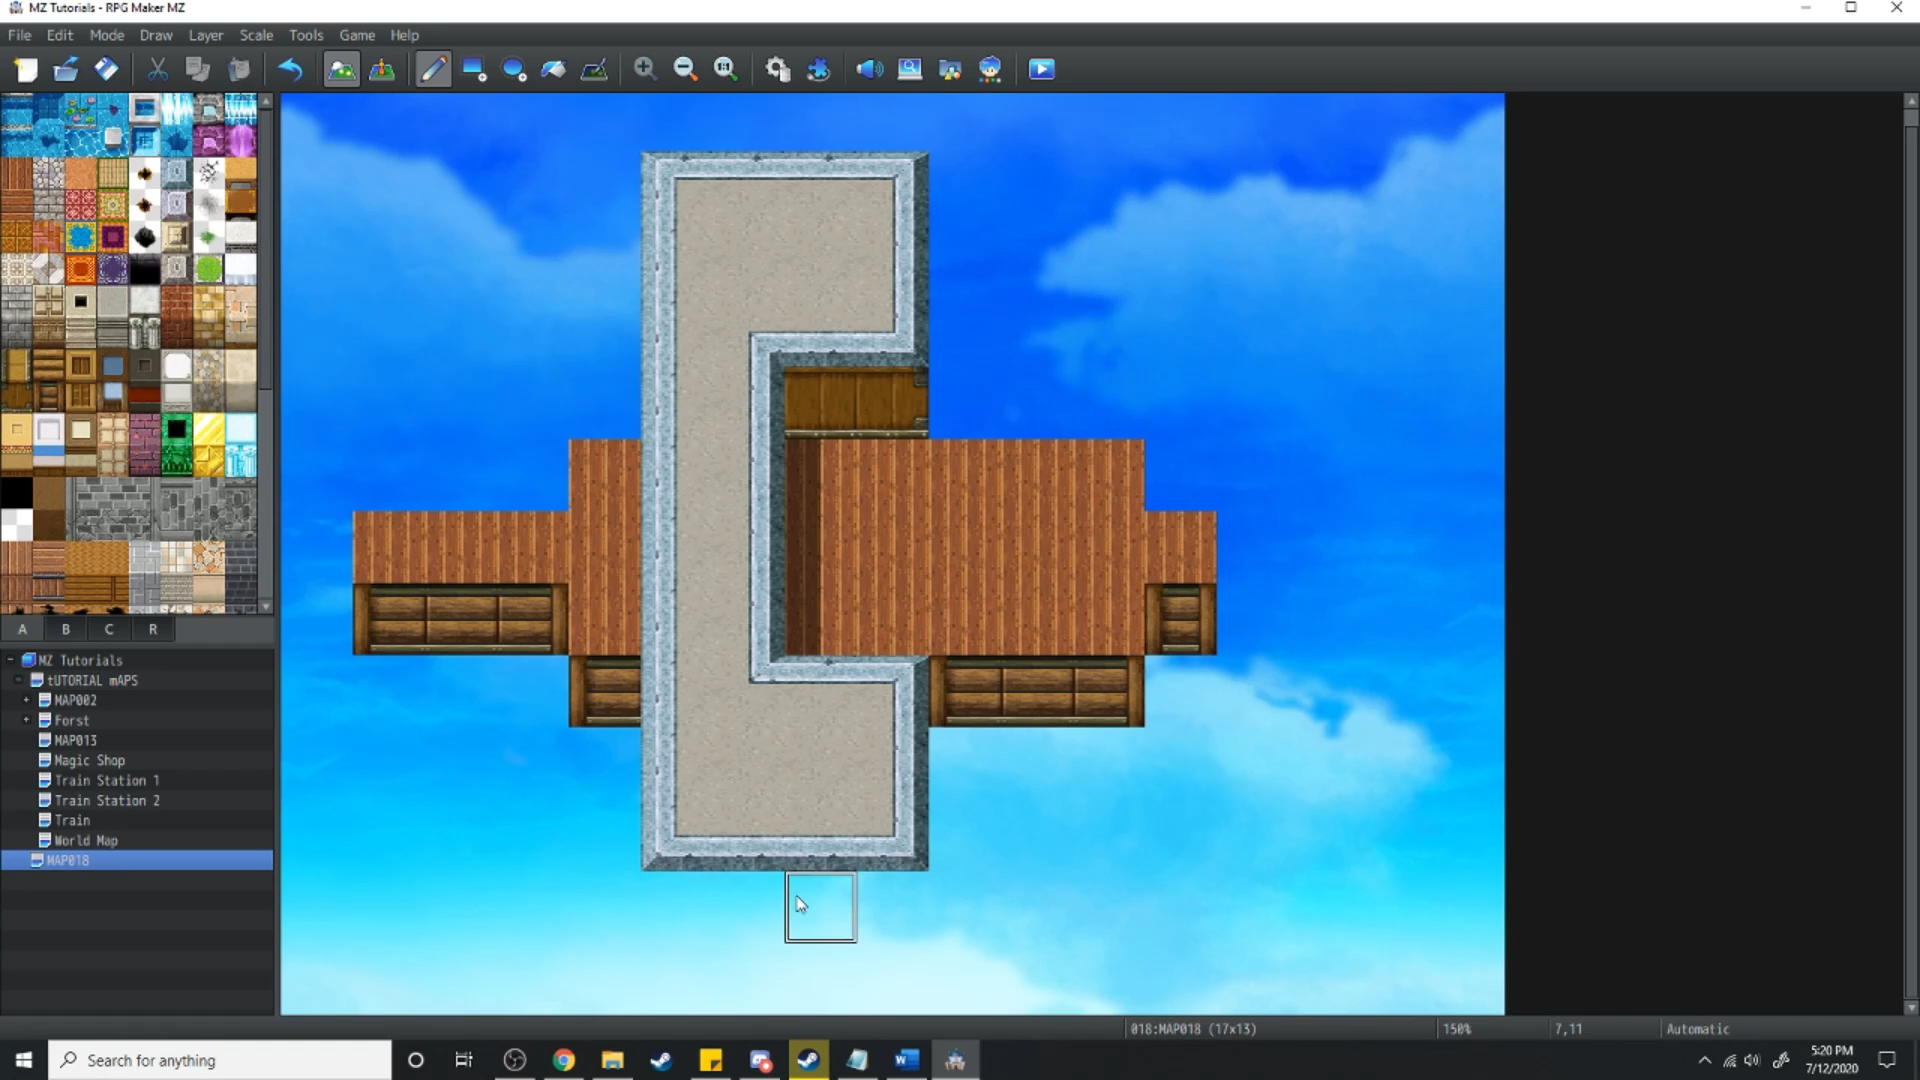 MZ Tutorials - RPG Maker MZ
File Edit Mode Draw Layer Scale Tools Game Help
1:1
A B C R
MZ Tutorials
tUTORIAL mAPS
MAP002
Forst
MAP013
Magic Shop
Train Station 1
Train Station 2
Train
World Map
MAP018
018:MAP018 (17x13) 150% 7,11 Automatic
Search for anything
5:20 PM
7/12/2020